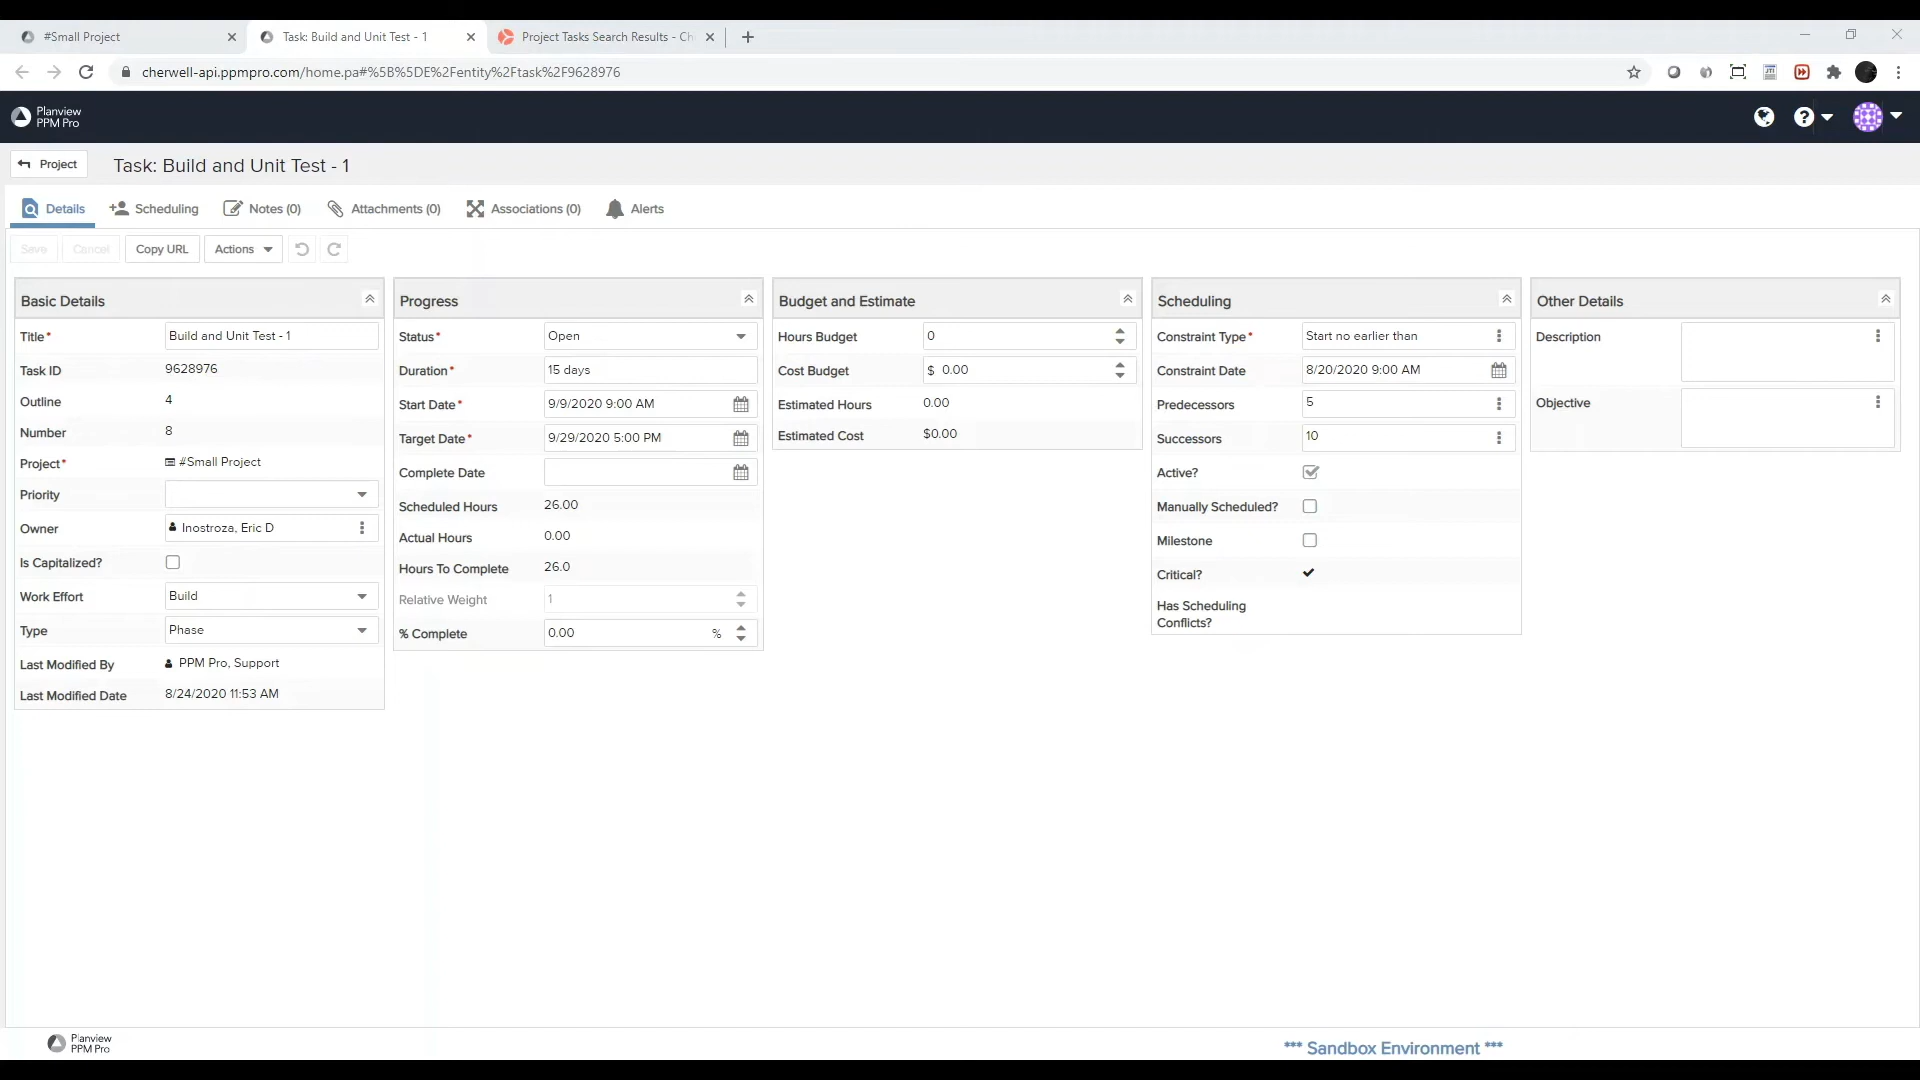 #Small Project
Task: Build and Unit Test - 1
Project Tasks Search Results - Ch
cherwell-api.ppmpro.com/home.pa#%5B%5DE%2Fentity%2Ftask%2F9628976
Planview
PPM Pro
Project
Task: Build and Unit Test - 1
Details
Scheduling
Notes (0)
Attachments (0)
Associations (0)
Alerts
Save
Cancel
Copy URL
Actions
Basic Details
Title*
Build and Unit Test - 1
Task ID
9628976
Outline
4
Number
8
Project*
#Small Project
Priority
Owner
Inostroza, Eric D
Is Capitalized?
Work Effort
Build
Type
Phase
Last Modified By
PPM Pro, Support
Last Modified Date
8/24/2020 11:53 AM
Progress
Status*
Open
Duration*
15 days
Start Date*
9/9/2020 9:00 AM
Target Date*
9/29/2020 5:00 PM
Complete Date
Scheduled Hours
26.00
Actual Hours
0.00
Hours To Complete
26.0
Relative Weight
1
% Complete
0.00 %
Budget and Estimate
Hours Budget
0
Cost Budget
$ 0.00
Estimated Hours
0.00
Estimated Cost
$0.00
Scheduling
Constraint Type*
Start no earlier than
Constraint Date
8/20/2020 9:00 AM
Predecessors
5
Successors
10
Active?
Manually Scheduled?
Milestone
Critical?
Has Scheduling
Conflicts?
Other Details
Description
Objective
Planview
PPM Pro
*** Sandbox Environment ***